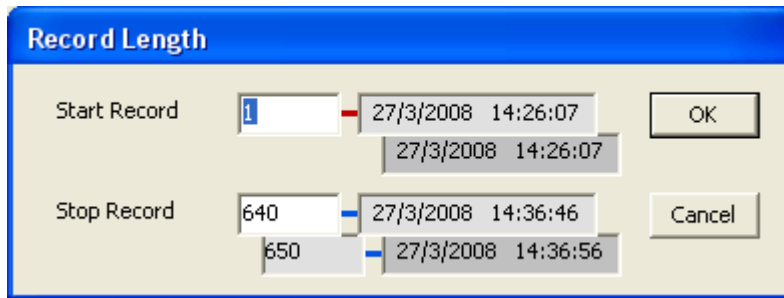 Record Length
Start Record 1 27/3/2008 14:26:07 OK
27/3/2008 14:26:07
Stop Record 640 27/3/2008 14:36:46 Cancel
650 27/3/2008 14:36:56